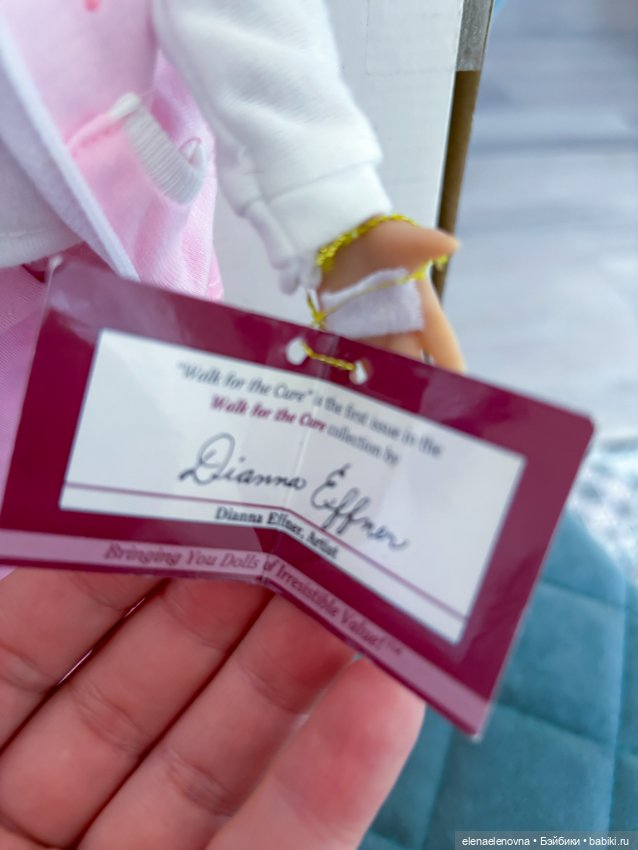 "Walk for the Cure" is the first issue in the
Walk for the Cure collection by
Dianna Effner
Dianna Effner, Artist
Bringing You Dolls of Irresistible Value!™
elenaelenovna • Бэйбики • babiki.ru